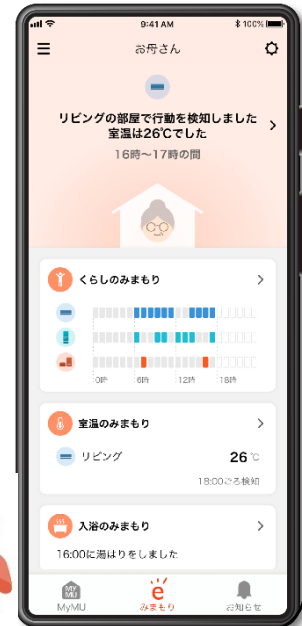 9:41 AM
100%
お母さん
リビングの部屋で行動を検知しました
室温は26℃でした
16時～17時の間
くらしのみまもり
0時 6時 12時 18時
室温のみまもり
リビング 26℃
18:00ごろ検知
入浴のみまもり
16:00に湯はりをしました
MY MU
MyMU みまもり お知らせ